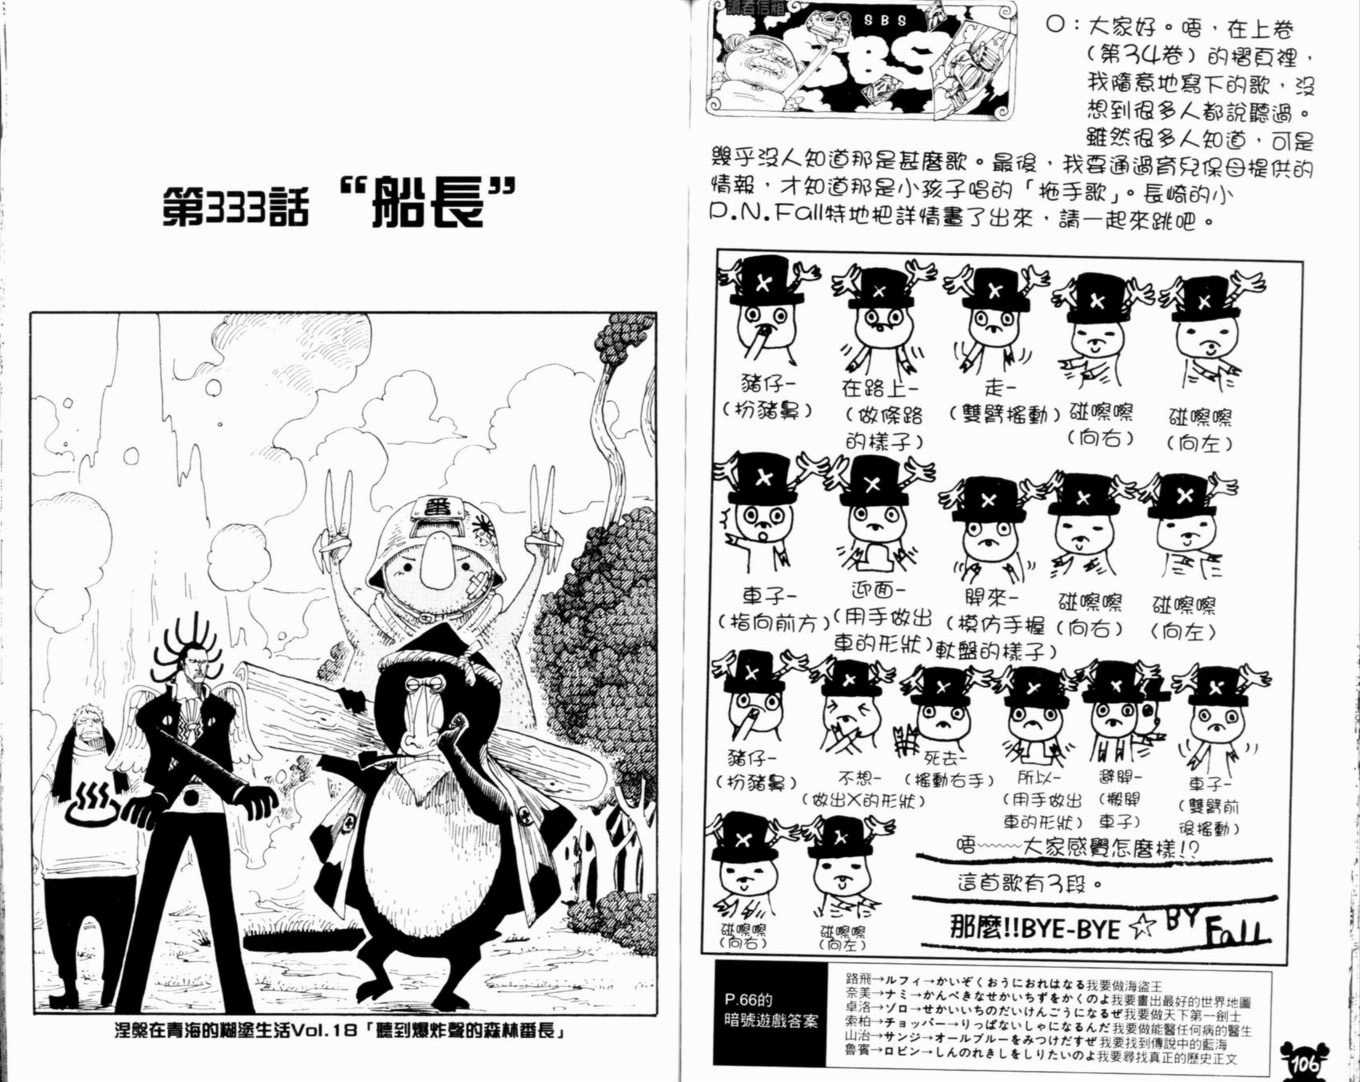 第333話 “船長”
番
涅槃在青海的糊塗生活Vol.18「聽到爆炸聲的森林番長」
讀者信箱
SBS
SBS
○：大家好。唔，在上卷
（第34卷）的摺頁裡，
我隨意地寫下的歌，沒
想到很多人都說聽過。
雖然很多人知道，可是
幾乎沒人知道那是甚麼歌。最後，我要通過育兒保母提供的
情報，才知道那是小孩子唱的「拖手歌」。長崎的小
P.N.Fall特地把詳情畫了出來，請一起來跳吧。
豬仔-
（扮豬鼻）
在路上-
（做條路
的樣子）
走-
（雙臂搖動）
碰嚓嚓
（向右）
碰嚓嚓
（向左）
車子-
（指向前方）
迎面-
（用手做出
車的形狀）
開來-
（模仿手握
軚盤的樣子）
碰嚓嚓
（向右）
碰嚓嚓
（向左）
豬仔-
（扮豬鼻）
不想-
（做出X的形狀）
死去-
（搖動右手）
所以-
（用手做出
車的形狀）
避開-
（搬開
車子）
車子-
（雙臂前
後搖動）
碰嚓嚓
（向右）
碰嚓嚓
（向左）
唔~~~~大家感覺怎麼樣!?
這首歌有3段。
那麼!!BYE-BYE ☆ BY Fall
P.66的
暗號遊戲答案
路飛→ルフィ→かいぞくおうにおれはなる我要做海盜王
奈美→ナミ→かんぺきなせかいちずをかくのよ我要畫出最好的世界地圖
卓洛→ゾロ→せかいいちのだいけんごうになるぜ我要做天下第一劍士
索柏→チョッパー→りっぱないしゃになるんだ我要做能醫任何病的醫生
山治→サンジ→オールブルーをみつけだすぜ我要找到傳說中的藍海
魯賓→ロビン→しんのれきしをしりたいのよ我要尋找真正的歷史正文
106